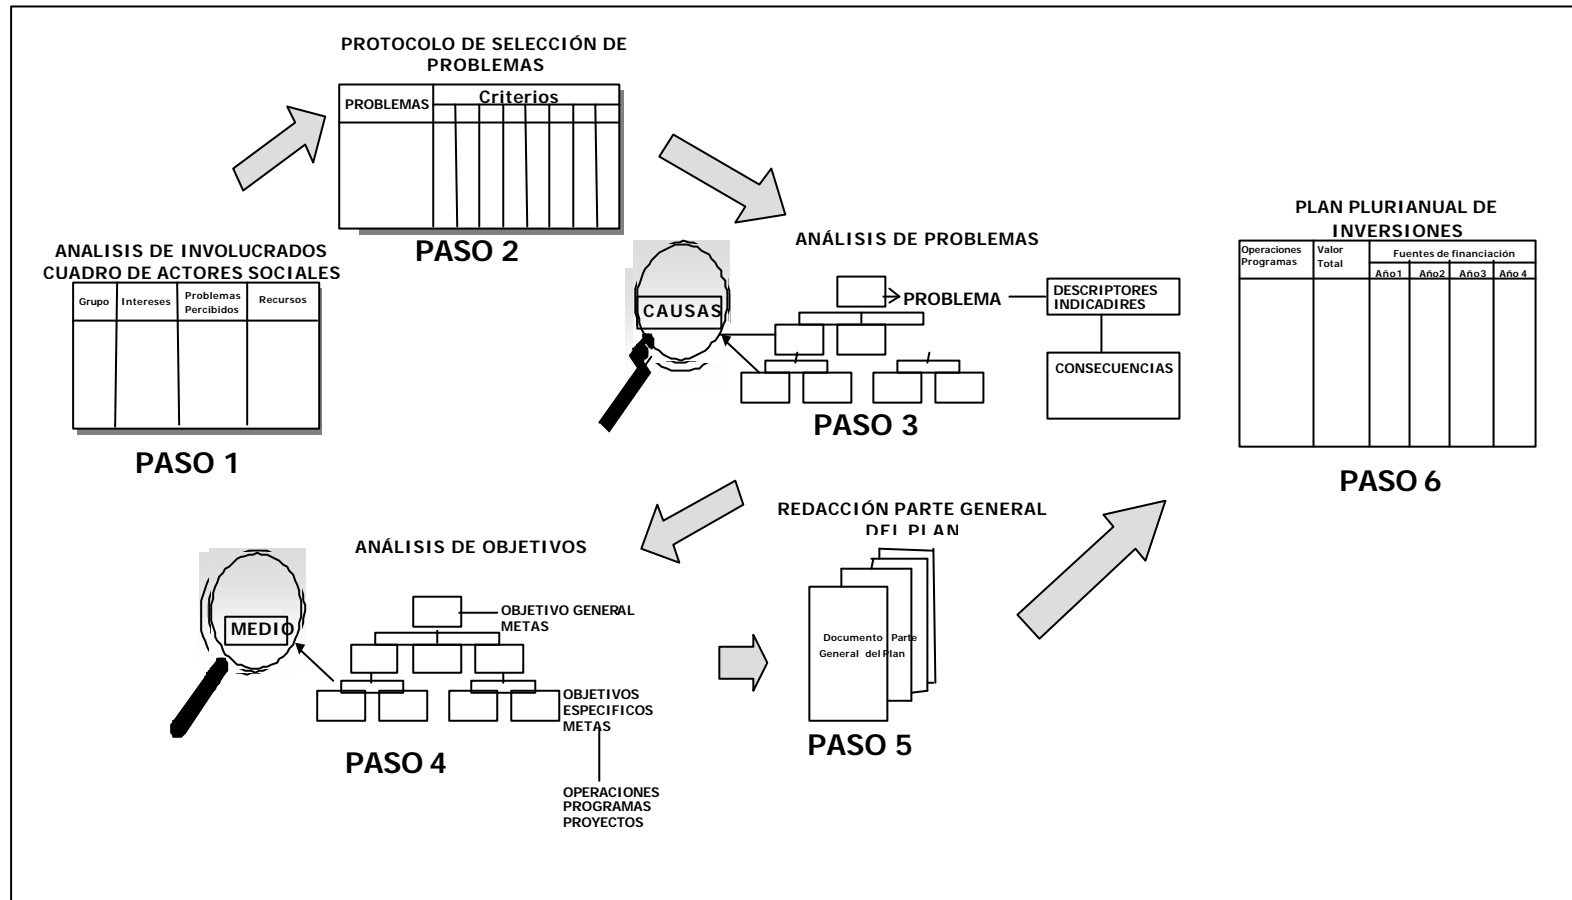 PROTOCOLO DE SELECCIÓN DE
PROBLEMAS
PROBLEMAS
Criterios
PASO 2
ANALISIS DE INVOLUCRADOS
CUADRO DE ACTORES SOCIALES
Grupo
Intereses
Problemas
Percibidos
Recursos
PASO 1
ANÁLISIS DE PROBLEMAS
CAUSAS
PROBLEMA
DESCRIPTORES
INDICADIRES
CONSECUENCIAS
PASO 3
ANÁLISIS DE OBJETIVOS
MEDIO
OBJETIVO GENERAL
METAS
OBJETIVOS
ESPECIFICOS
METAS
OPERACIONES
PROGRAMAS
PROYECTOS
PASO 4
REDACCIÓN PARTE GENERAL
DEL PLAN
Documento Parte
General del Plan
PASO 5
PLAN PLURIANUAL DE
INVERSIONES
Operaciones
Programas
Valor
Total
Fuentes de financiación
Año1
Año2
Año3
Año 4
PASO 6